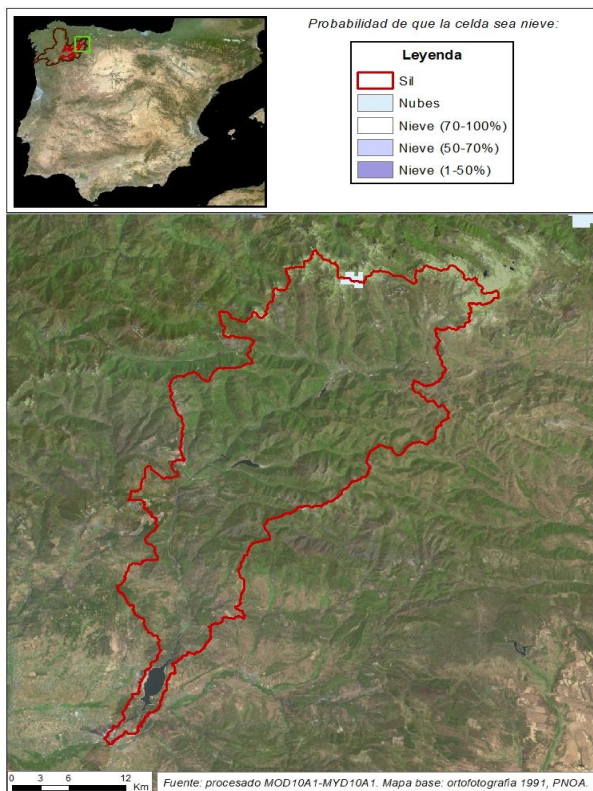 Probabilidad de que la celda sea nieve:
Leyenda
Sil
Nubes
Nieve (70-100%)
Nieve (50-70%)
Nieve (1-50%)
0 3 6 12
Km
Fuente: procesado MOD10A1-MYD10A1. Mapa base: ortofotografía 1991, PNOA.